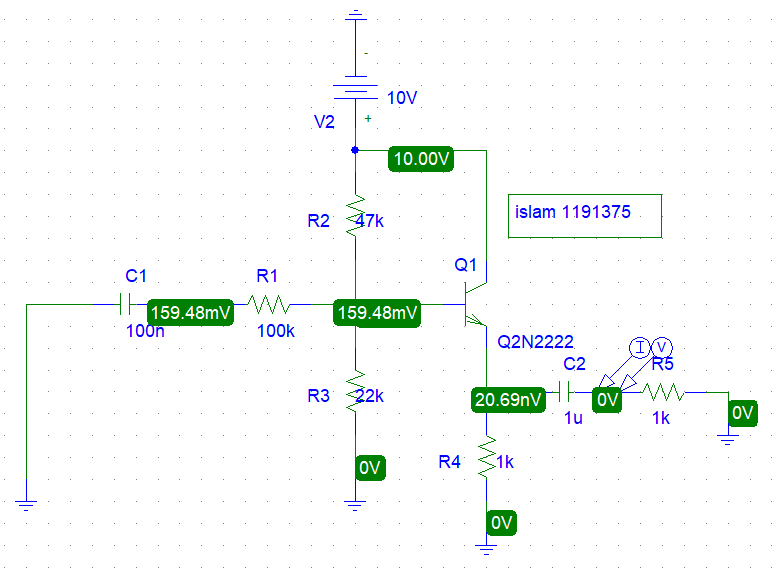 -
10V
V2
+
10.00V
R2
47k
islam 1191375
Q1
C1
R1
159.48mV
159.48mV
100n
100k
Q2N2222
I
V
C2
R5
R3
22k
20.69nV
0V
0V
1u
1k
R4
1k
0V
0V